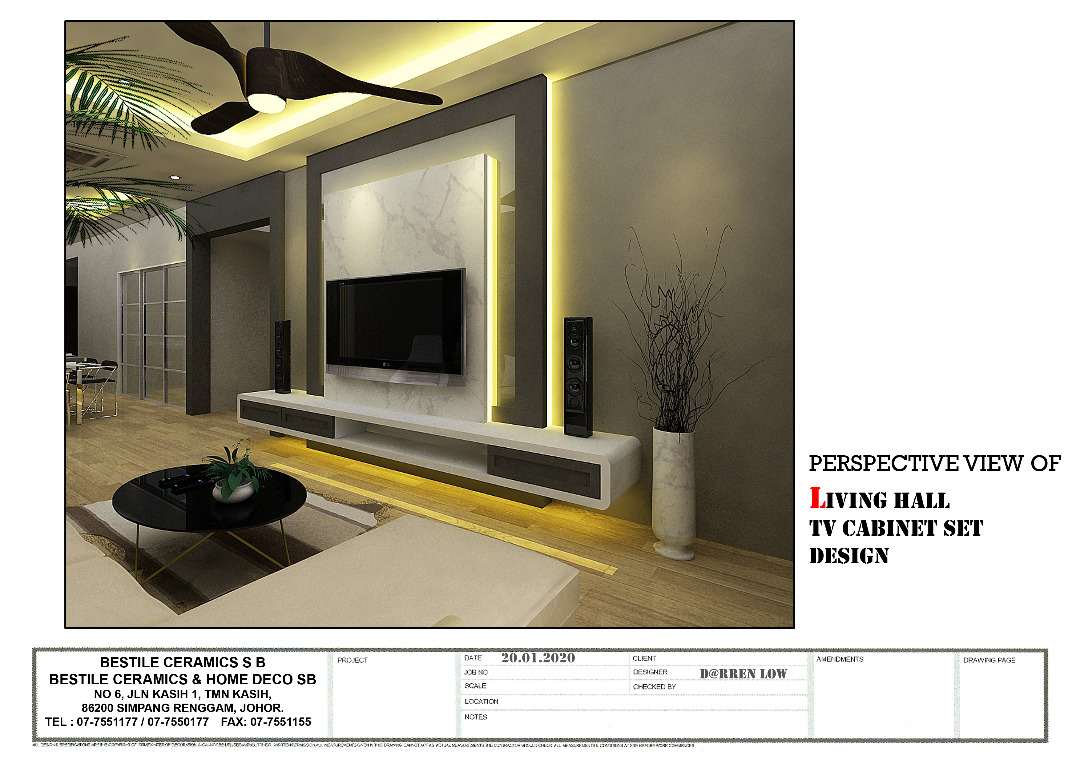 PERSPECTIVE VIEW OF
LIVING HALL
TV CABINET SET
DESIGN
BESTILE CERAMICS S B
BESTILE CERAMICS & HOME DECO SB
NO 6, JLN KASIH 1, TMN KASIH,
86200 SIMPANG RENGGAM, JOHOR.
TEL : 07-7551177 / 07-7550177 FAX: 07-7551155
PROJECT
DATE 20.01.2020
JOB NO
SCALE
LOCATION
NOTES
CLIENT
DESIGNER D@RREN LOW
CHECKED BY
AMENDMENTS
DRAWING PAGE